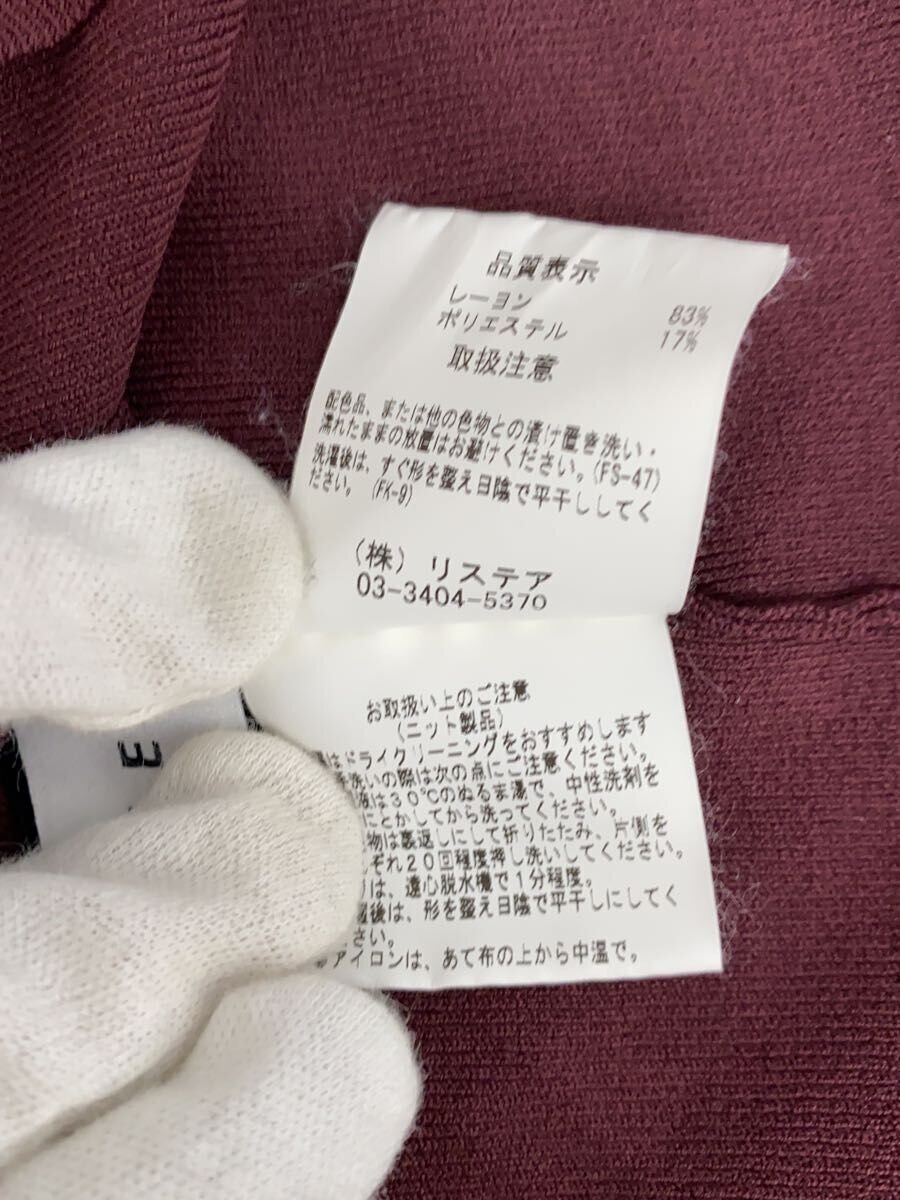 品質表示
レーヨン 83%
ポリエステル 17%
取扱注意
配色品、または他の色物との漬け置き洗い・
濡れたままの放置はお避けください。(FS-47)
洗濯後は、すぐ形を整え日陰で平干ししてく
ださい。(FK-9)
(株) リステア
03-3404-5370
お取扱い上のご注意
(ニット製品)
はドライクリーニングをおすすめします
洗いの際は次の点にご注意ください。
液は30℃のぬるま湯で、中性洗剤を
にとかしてから洗ってください。
物は裏返しにして折りたたみ、片側を
ぞれ20回程度押し洗いしてください。
は、遠心脱水機で1分程度。
後は、形を整え日陰で平干しにしてく
さい。
アイロンは、あて布の上から中温で。
E